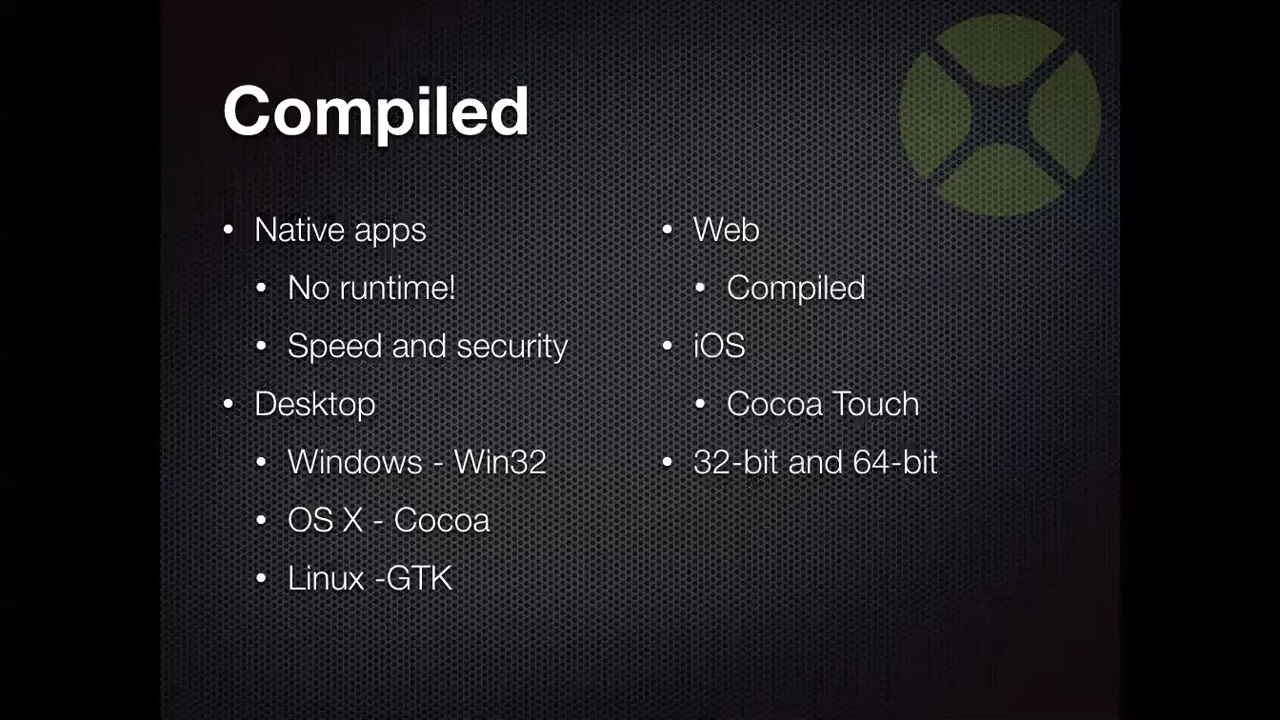 Compiled
• Native apps
• No runtime!
• Speed and security
• Desktop
• Windows - Win32
• OS X - Cocoa
• Linux -GTK
• Web
• Compiled
• iOS
• Cocoa Touch
• 32-bit and 64-bit